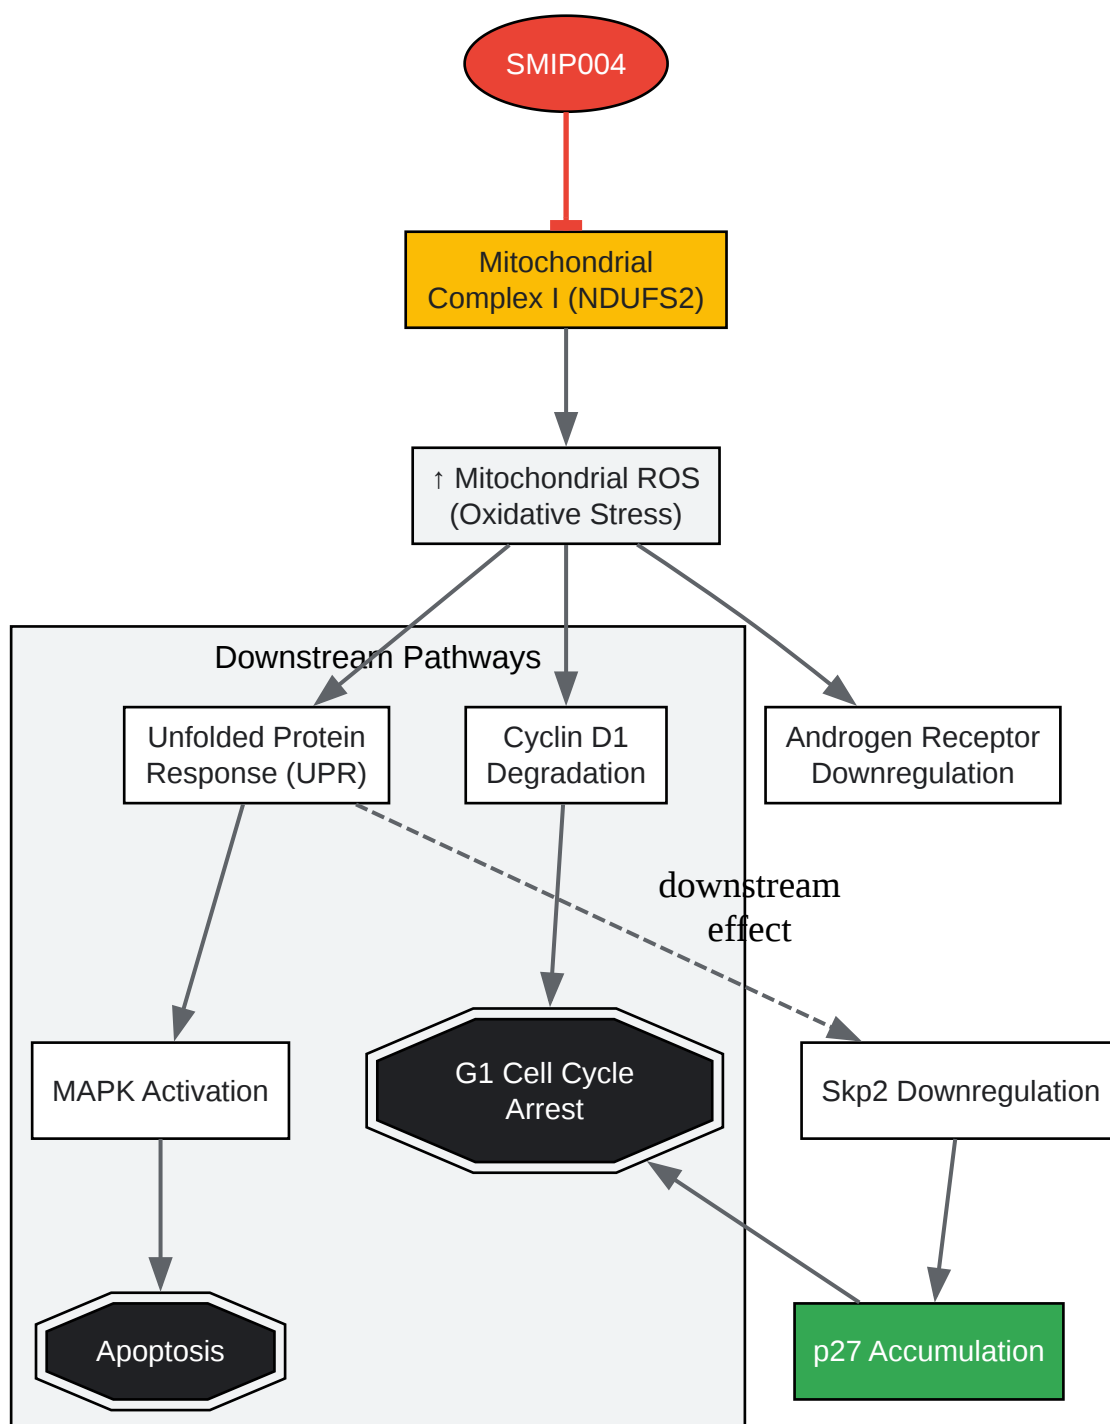 SMIP004
Mitochondrial
Complex I (NDUFS2)
↑ Mitochondrial ROS
(Oxidative Stress)
Downstream Pathways
Unfolded Protein
Response (UPR)
Cyclin D1
Degradation
Androgen Receptor
Downregulation
downstream
effect
MAPK Activation
G1 Cell Cycle
Arrest
Skp2 Downregulation
Apoptosis
p27 Accumulation